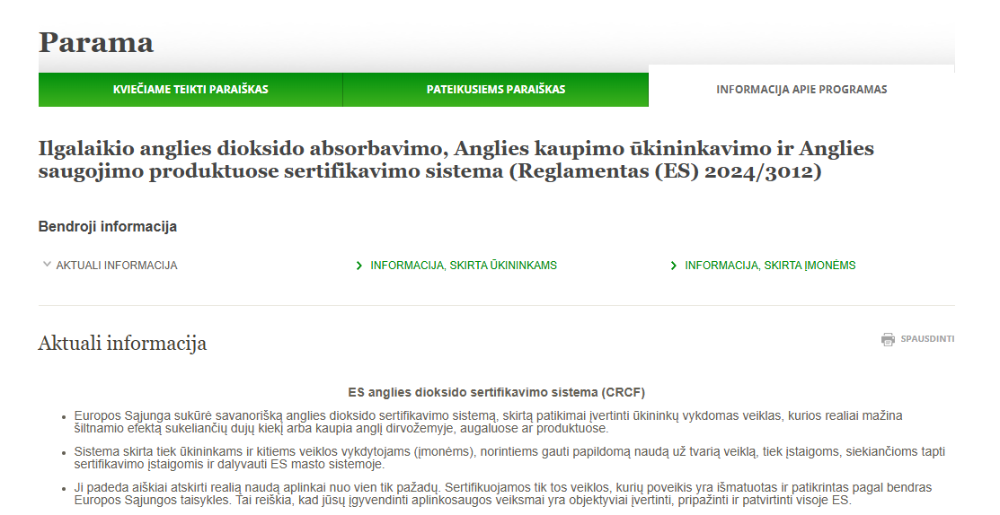 Parama
KVIEČIAME TEIKTI PARAIŠKAS
PATEIKUSIEMS PARAIŠKAS
INFORMACIJA APIE PROGRAMAS
Ilgalaikio anglies dioksido absorbavimo, Anglies kaupimo ūkininkavimo ir Anglies
saugojimo produktuose sertifikavimo sistema (Reglamentas (ES) 2024/3012)
Bendroji informacija
AKTUALI INFORMACIJA
INFORMACIJA, SKIRTA ŪKININKAMS
INFORMACIJA, SKIRTA ĮMONĖMS
Aktuali informacija
SPAUSDINTI
ES anglies dioksido sertifikavimo sistema (CRCF)
• Europos Sąjunga sukūrė savanorišką anglies dioksido sertifikavimo sistemą, skirtą patikimai įvertinti ūkininkų vykdomas veiklas, kurios realiai mažina
šiltnamio efektą sukeliančių dujų kiekį arba kaupia anglį dirvožemyje, augaluose ar produktuose.
• Sistema skirta tiek ūkininkams ir kitiems veiklos vykdytojams (įmonėms), norintiems gauti papildomą naudą už tvarią veiklą, tiek įstaigoms, siekiančioms tapti
sertifikavimo įstaigomis ir dalyvauti ES masto sistemoje.
• Ji padeda aiškiai atskirti realią naudą aplinkai nuo vien tik pažadų. Sertifikuojamos tik tos veiklos, kurių poveikis yra išmatuotas ir patikrintas pagal bendras
Europos Sąjungos taisykles. Tai reiškia, kad jūsų įgyvendinti aplinkosaugos veiksmai yra objektyviai įvertinti, pripažinti ir patvirtinti visoje ES.